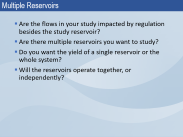 Multiple Reservoirs
Are the flows in your study impacted by regulation
besides the study reservoir?
Are there multiple reservoirs you want to study?
Do you want the yield of a single reservoir or the
whole system?
Will the reservoirs operate together, or
independently?